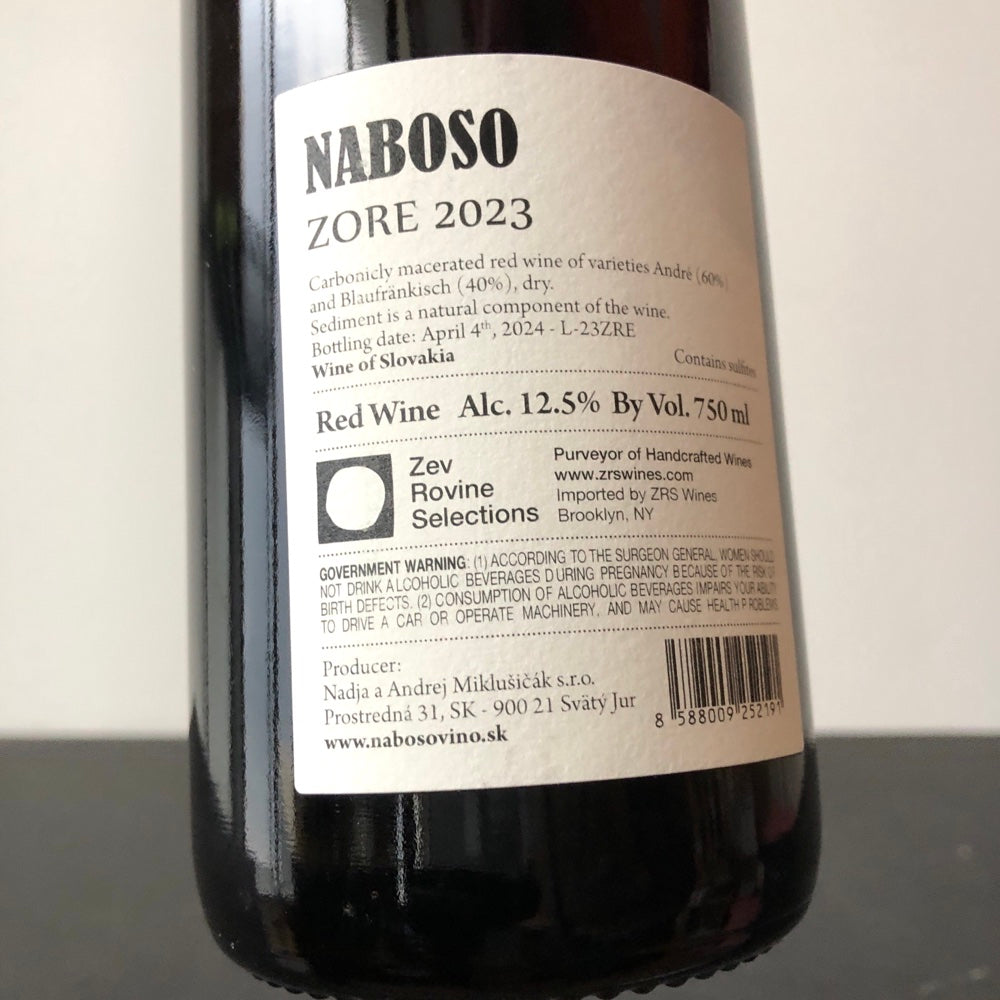 NABOSO
ZORE 2023
Carbonicly macerated red wine of varieties André (60%)
and Blaufränkisch (40%), dry.
Sediment is a natural component of the wine.
Bottling date: April 4th, 2024 - L-23ZRE
Wine of Slovakia
Contains sulfites
Red Wine Alc. 12.5% By Vol. 750 ml
Zev
Rovine
Selections
Purveyor of Handcrafted Wines
www.zrswines.com
Imported by ZRS Wines
Brooklyn, NY
GOVERNMENT WARNING: (1) ACCORDING TO THE SURGEON GENERAL, WOMEN SHOULD
NOT DRINK ALCOHOLIC BEVERAGES DURING PREGNANCY BECAUSE OF THE RISK OF
BIRTH DEFECTS. (2) CONSUMPTION OF ALCOHOLIC BEVERAGES IMPAIRS YOUR ABILITY
TO DRIVE A CAR OR OPERATE MACHINERY, AND MAY CAUSE HEALTH PROBLEMS
Producer:
Nadja a Andrej Miklušičák s.r.o.
Prostredná 31, SK - 900 21 Svätý Jur
www.nabosovino.sk
8 588009 252191